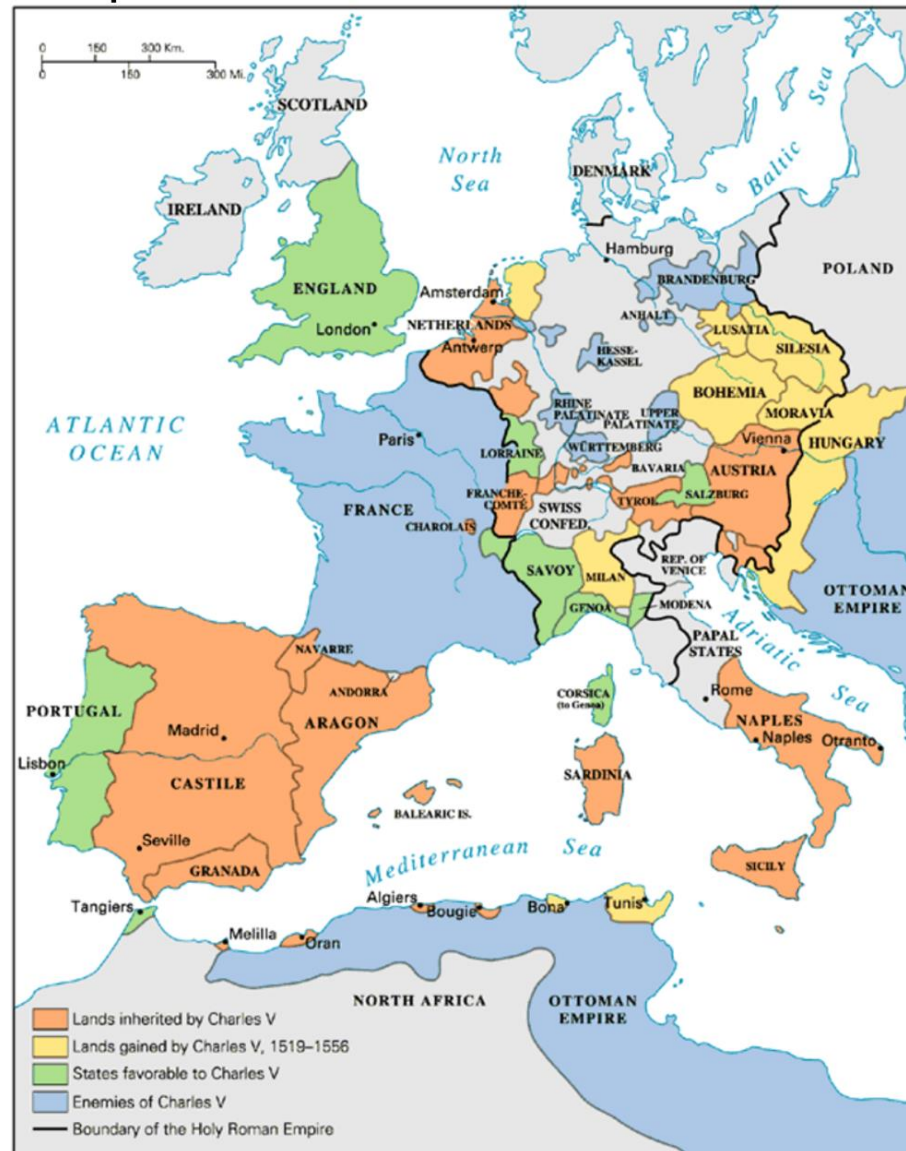 0 150 300 Km.
0 150 300 Mi.
SCOTLAND
North
Sea
Baltic
Sea
DENMARK
IRELAND
Hamburg
POLAND
BRANDENBURG
ENGLAND
Amsterdam
ANHALT
London
NETHERLANDS
LUSATIA
Antwerp
HESSE-
KASSEL
SILESIA
BOHEMIA
ATLANTIC
OCEAN
RHINE
PALATINATE
UPPER
PALATINATE
MORAVIA
Paris
WÜRTTEMBERG
Vienna
HUNGARY
LORRAINE
BAVARIA
AUSTRIA
FRANCE
FRANCHE-
COMTÉ
TYROL
SALZBURG
SWISS
CONFED.
CHAROLAIS
REP. OF
VENICE
SAVOY
MILAN
OTTOMAN
EMPIRE
GENOA
MODENA
Adriatic
Sea
PAPAL
STATES
NAVARRE
ANDORRA
CORSICA
(to Genoa)
Rome
PORTUGAL
ARAGON
Madrid
NAPLES
Naples
Otranto
Lisbon
CASTILE
SARDINIA
BALEARIC IS.
Seville
Mediterranean Sea
GRANADA
SICILY
Tangiers
Algiers
Bougie
Bona
Tunis
Melilla
Oran
NORTH AFRICA
OTTOMAN
EMPIRE
Lands inherited by Charles V
Lands gained by Charles V, 1519–1556
States favorable to Charles V
Enemies of Charles V
Boundary of the Holy Roman Empire